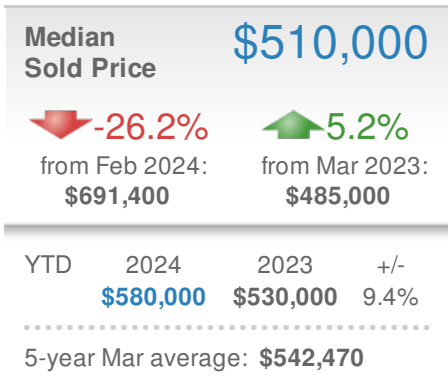 Median $510,000
Sold Price
-26.2% 5.2%
from Feb 2024: from Mar 2023:
$691,400 $485,000
YTD 2024 2023 +/-
$580,000 $530,000 9.4%
5-year Mar average: $542,470